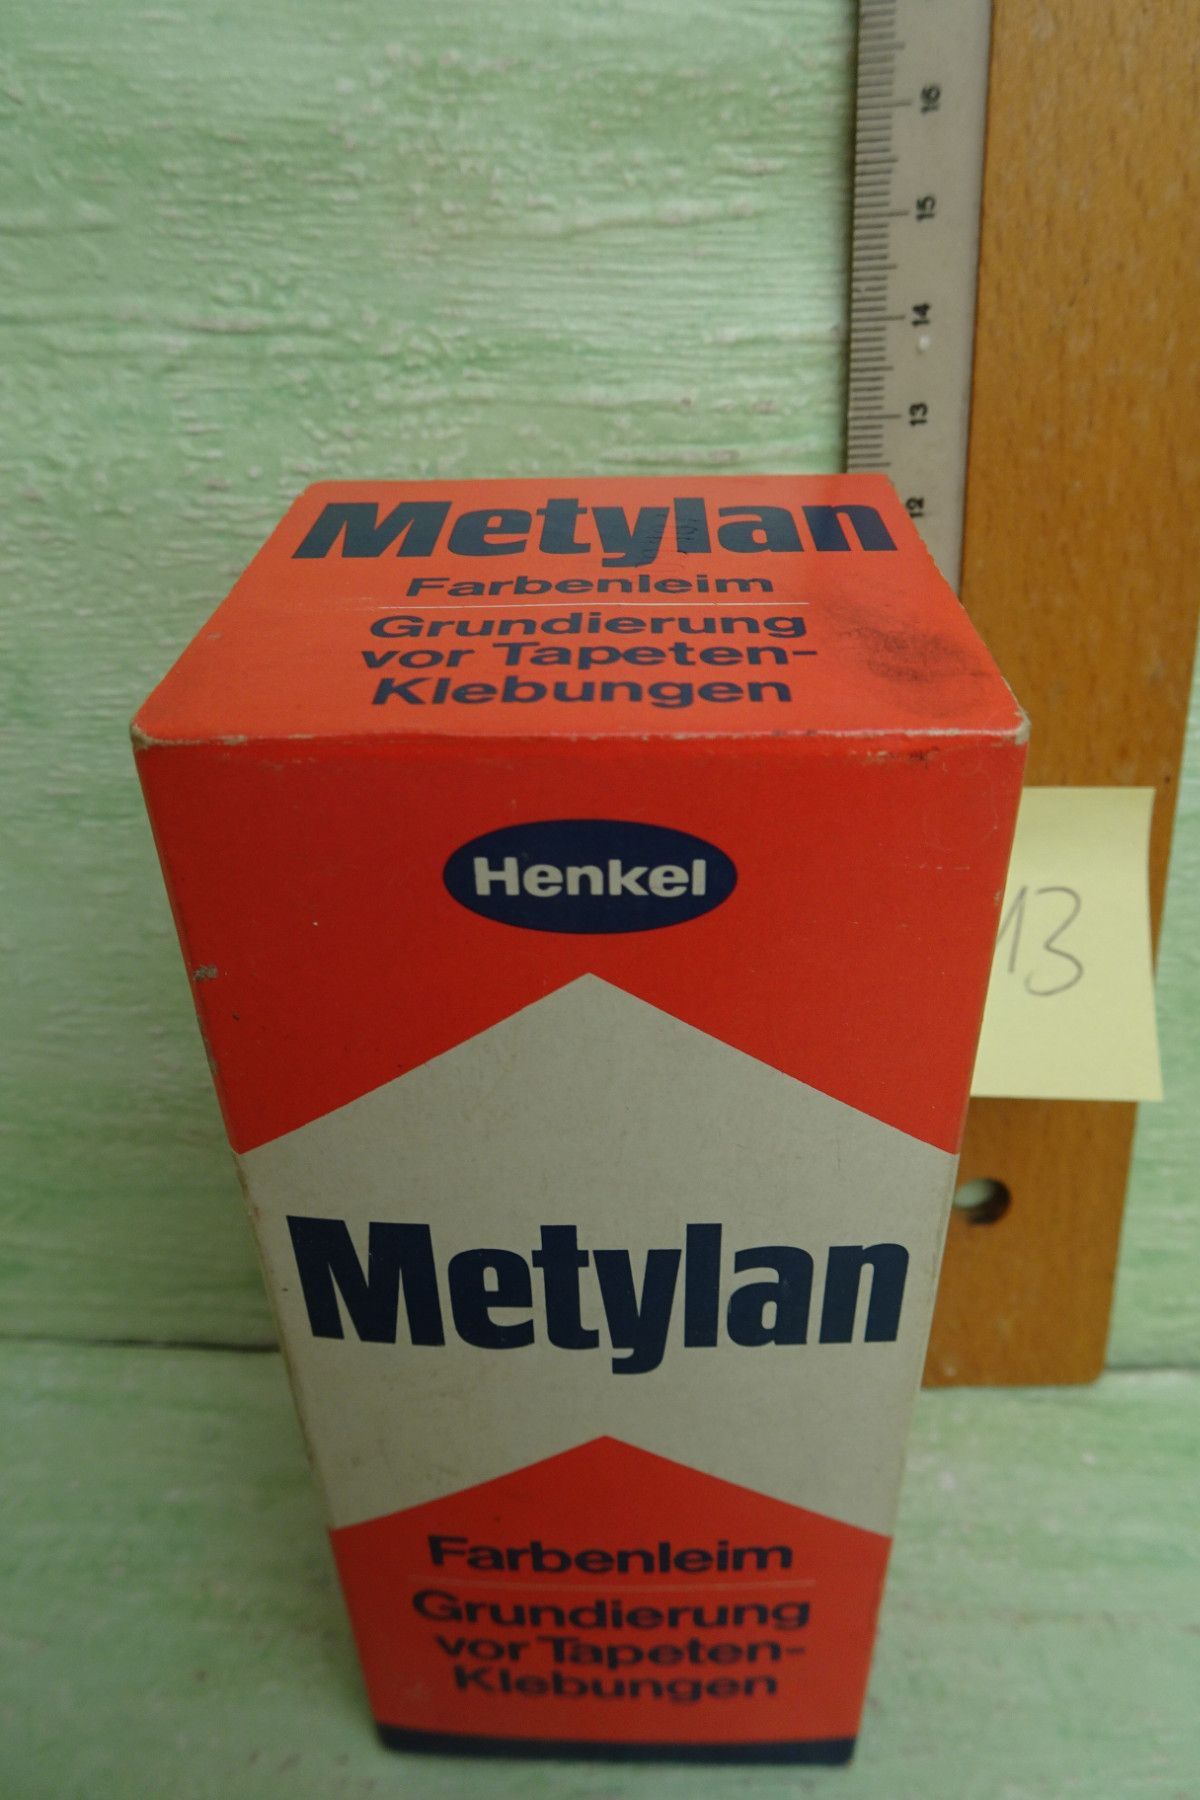 16
15
14
13
12
Metylan
Farbenleim
Grundierung
vor Tapeten-
Klebungen
Henkel
13
Metylan
Farbenleim
Grundierung
vor Tapeten-
Klebungen